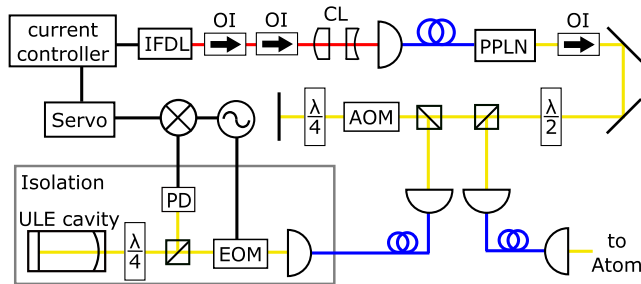 current
controller
IFDL
OI
OI
CL
PPLN
OI
Servo
λ
4
AOM
λ
2
Isolation
PD
ULE cavity
λ
4
EOM
to
Atom